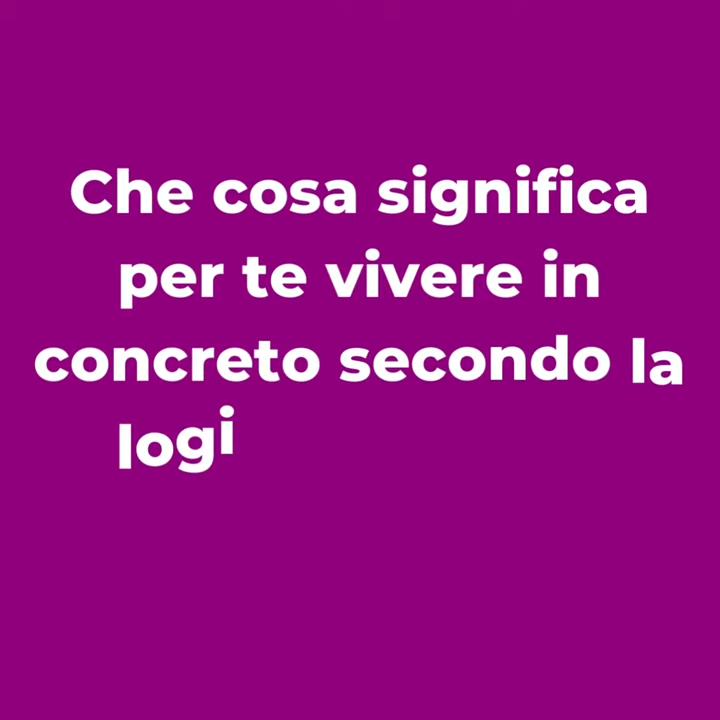 Che cosa significa
per te vivere in
concreto secondo la
logi